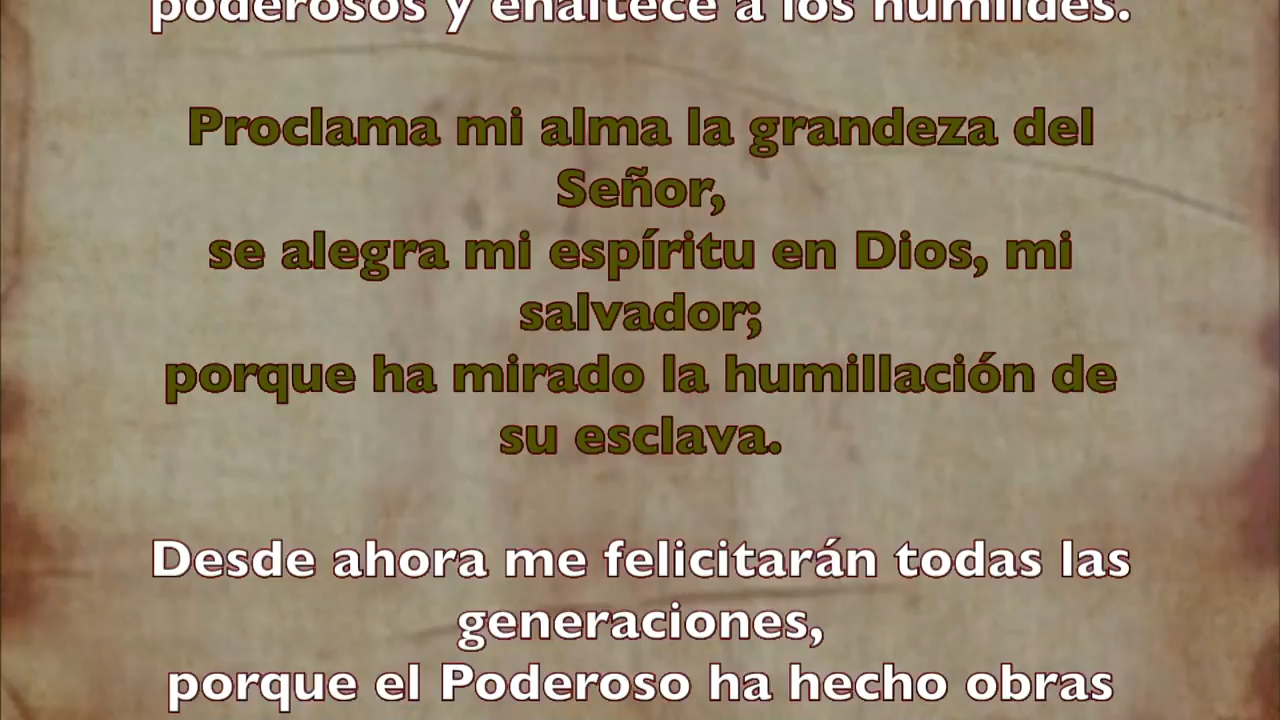 poderosos y enaltece a los humildes.
Proclama mi alma la grandeza del
Señor,
se alegra mi espíritu en Dios, mi
salvador;
porque ha mirado la humillación de
su esclava.
Desde ahora me felicitarán todas las
generaciones,
porque el Poderoso ha hecho obras